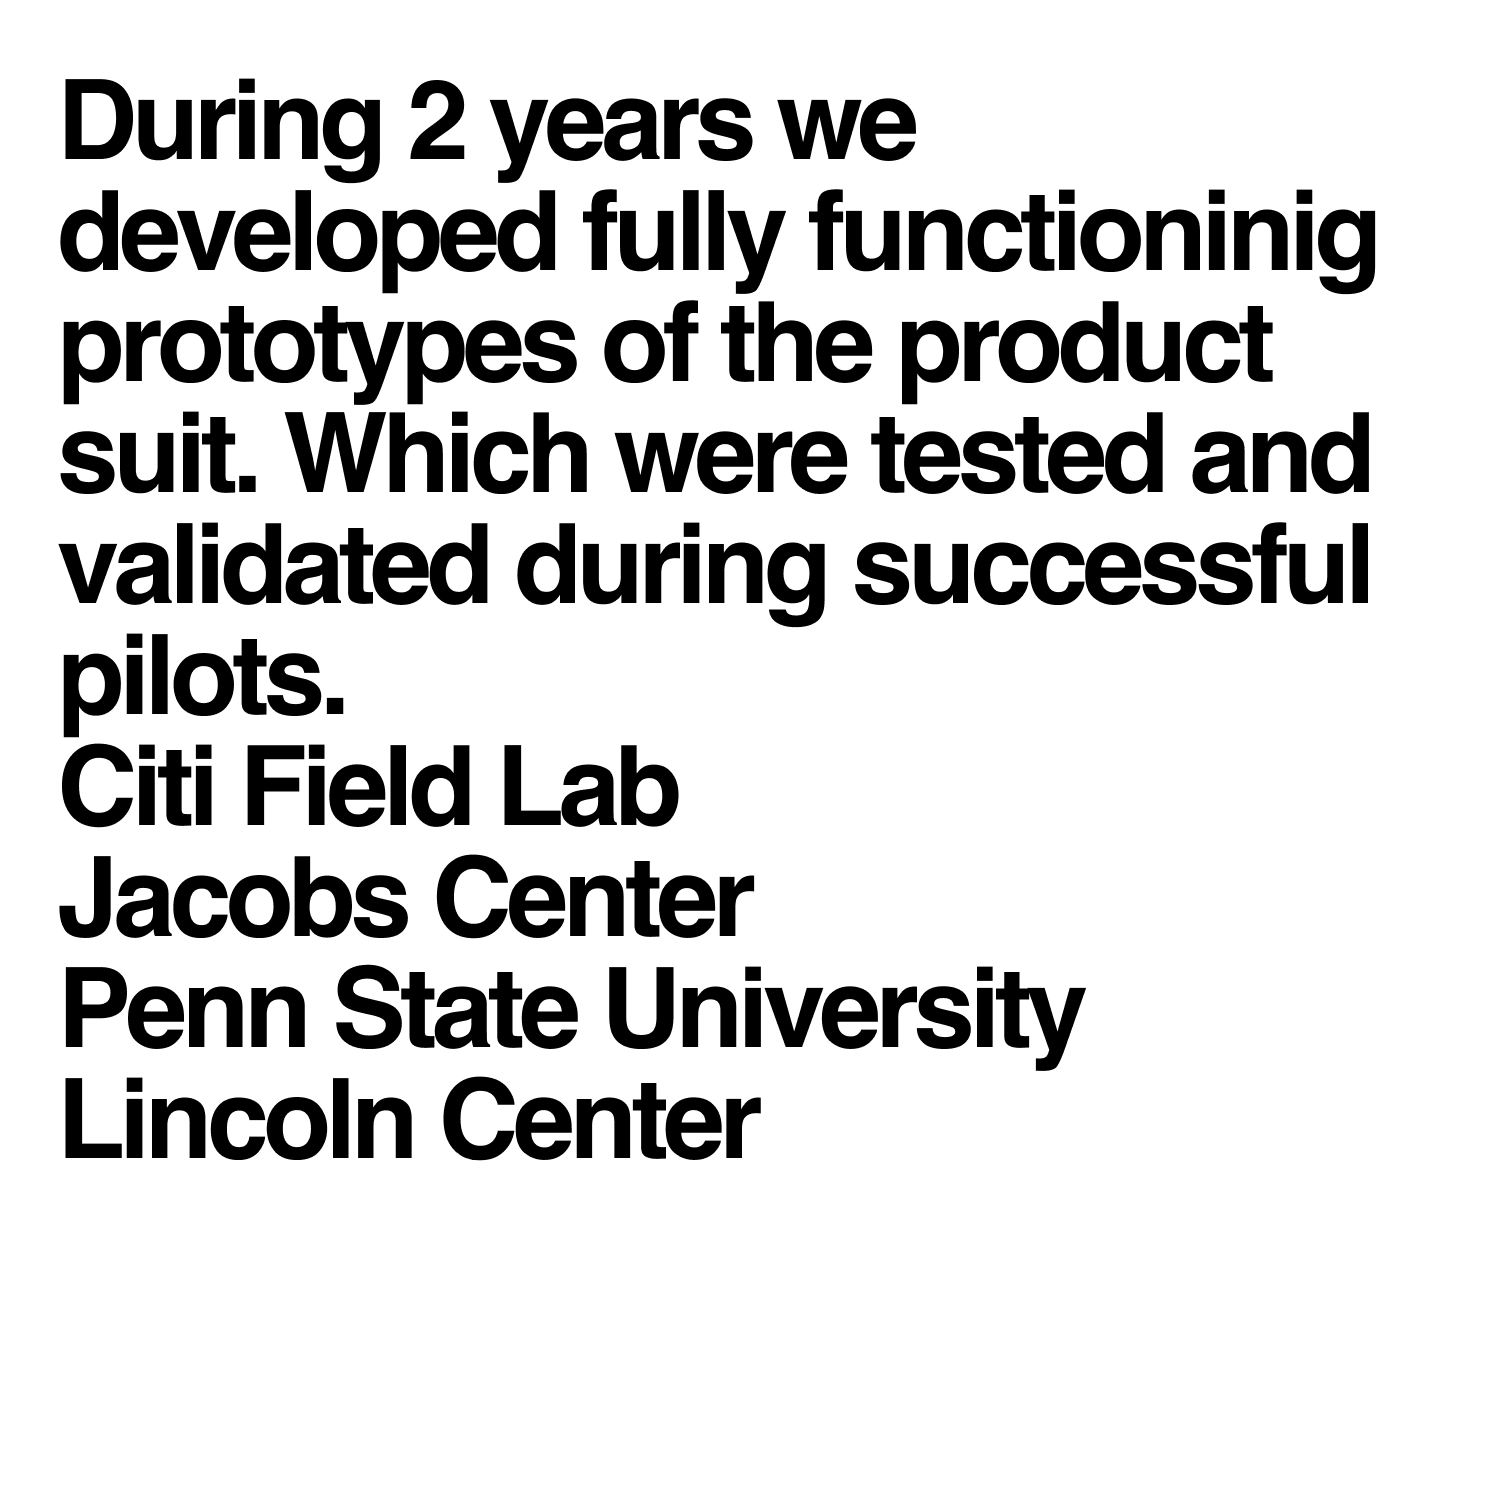 During 2 years we
developed fully functioninig
prototypes of the product
suit. Which were tested and
validated during successful
pilots.
Citi Field Lab
Jacobs Center
Penn State University
Lincoln Center